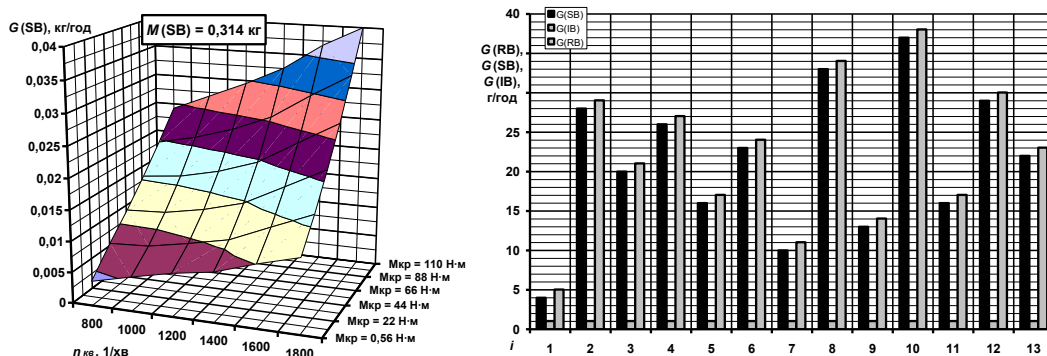 G(SB), кг/год
M(SB) = 0,314 кг
0,04
0,035
0,03
0,025
0,02
0,015
0,01
0,005
0
800
1000
1200
1400
1600
1800
n кв, 1/хв
Мкр = 110 Н·м
Мкр = 88 Н·м
Мкр = 66 Н·м
Мкр = 44 Н·м
Мкр = 22 Н·м
Мкр = 0,56 Н·м
G(SB)
G(IB)
G(RB)
G(RB),
G(SB),
G(IB),
г/год
40
35
25
20
15
10
5
0
i 1 2 3 4 5 6 7 8 9 10 11 12 13